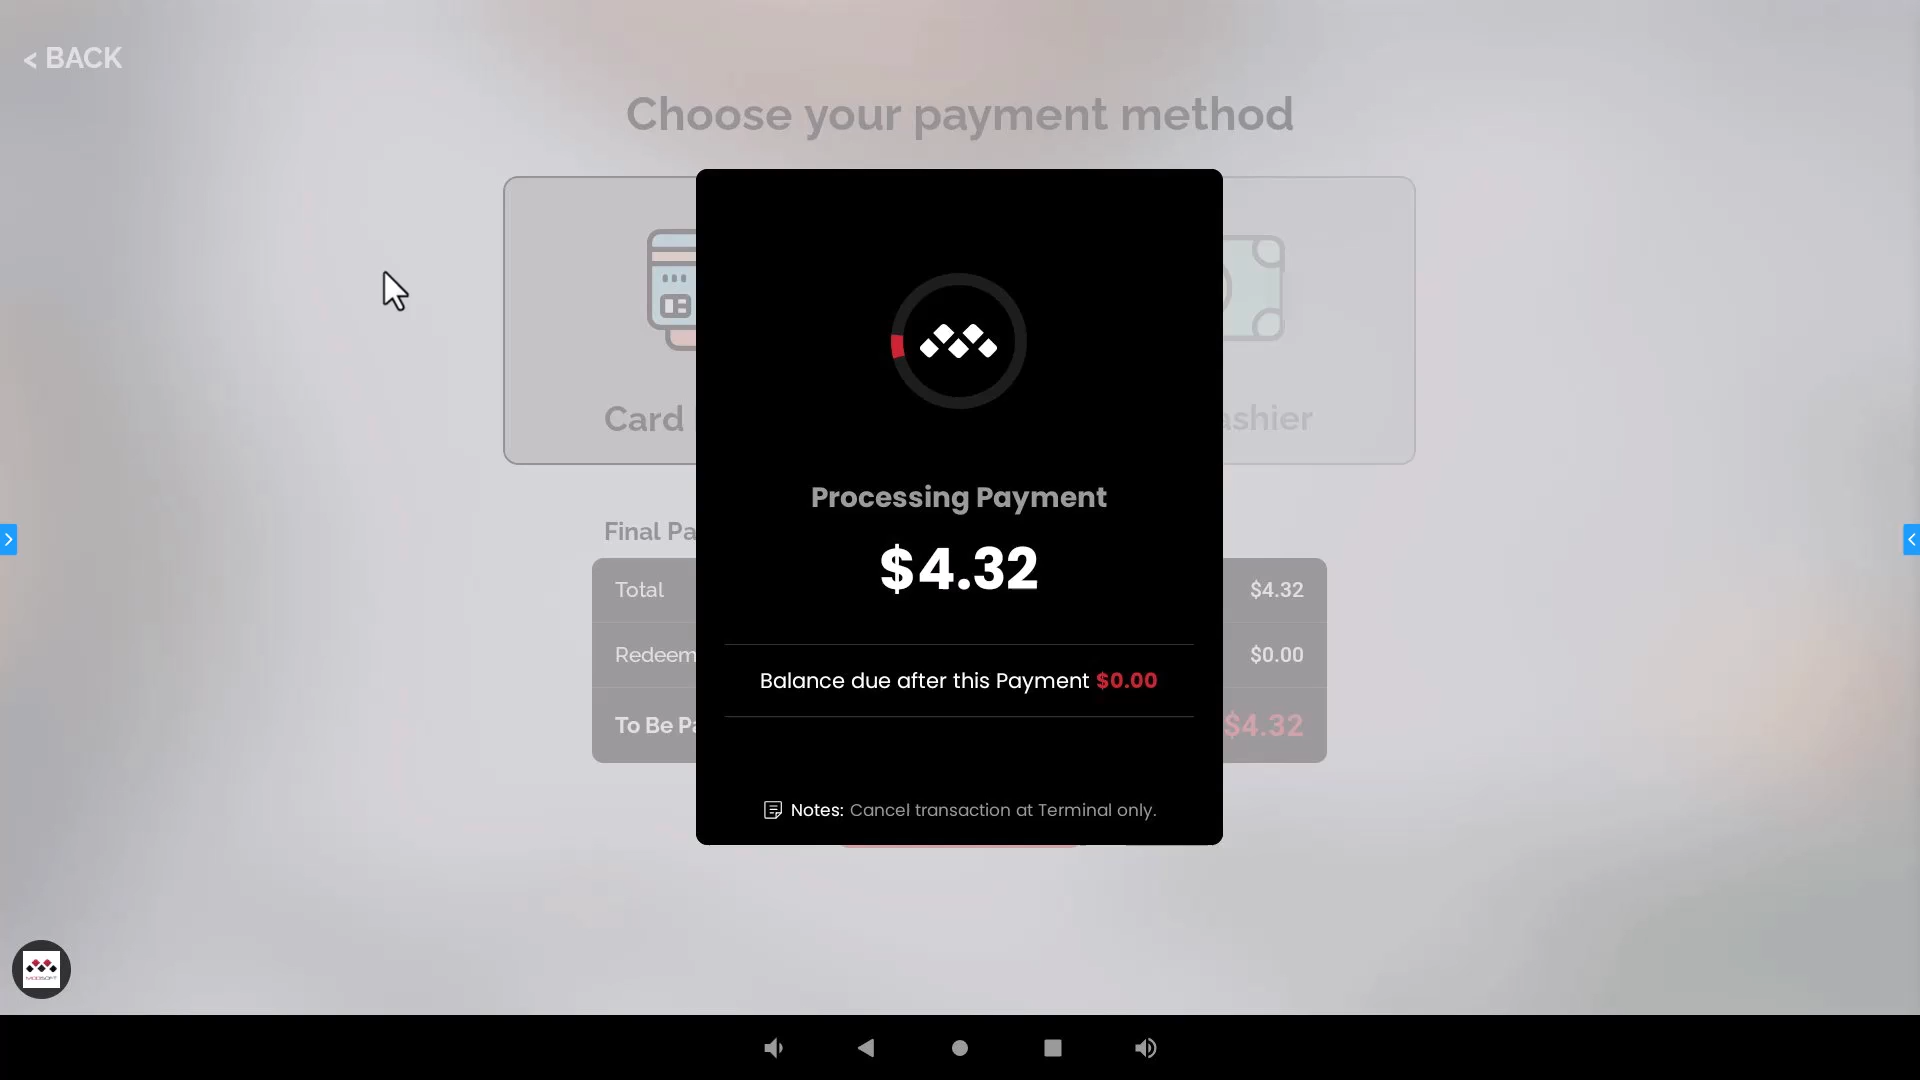 < BACK
Choose your payment method
Card
ashier
Processing Payment
$4.32
Final Pa
Total
$4.32
Redeem
$0.00
To Be Pa
$4.32
Balance due after this Payment $0.00
Notes: Cancel transaction at Terminal only.